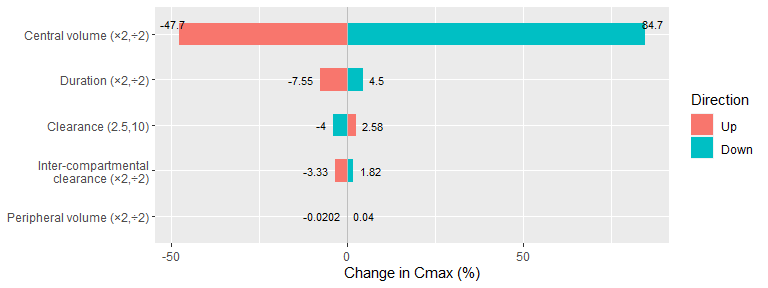 -47.7
84.7
Central volume (×2,÷2)
Duration (×2,÷2)
-7.55
4.5
Clearance (2.5,10)
-4
2.58
Inter-compartmental
clearance (×2,÷2)
-3.33
1.82
Peripheral volume (×2,÷2)
-0.0202
0.04
-50
0
50
Change in Cmax (%)
Direction
Up
Down